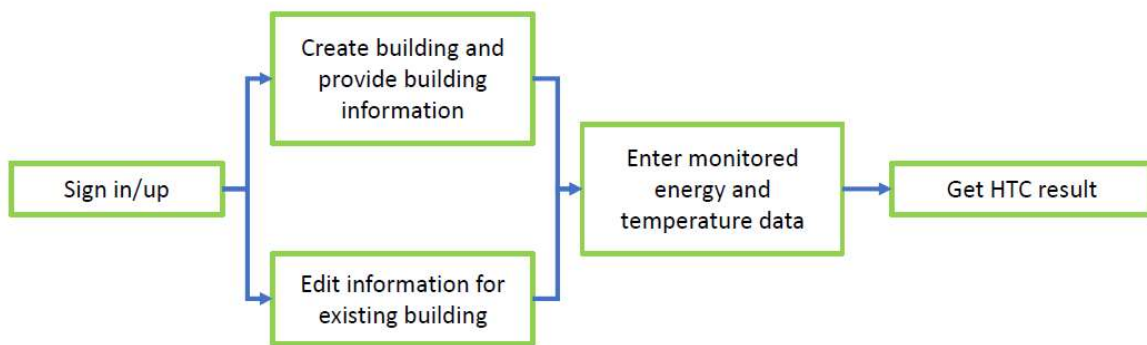 Sign in/up
Create building and
provide building
information
Edit information for
existing building
Enter monitored
energy and
temperature data
Get HTC result